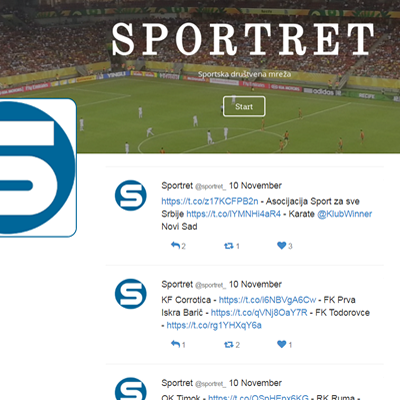 SPORTRET
Sportska društvena mreža
Start
Sportret @sportret_ 10 November
https://t.co/z17KCFPB2n - Asocijacija Sport za sve
Srbije https://t.co/lYMNHi4aR4 - Karate @KlubWinner
Novi Sad
2 1 3
Sportret @sportret_ 10 November
KF Corrotica - https://t.co/i6NBVgA6Cw - FK Prva
Iskra Barič - https://t.co/qVNj8OaY7R - FK Todorovce
- https://t.co/rg1YHXqY6a
1 2 1
Sportret @sportret_ 10 November
OK Timok - https://t.co/OSpHEpx6KG - RK Ruma -